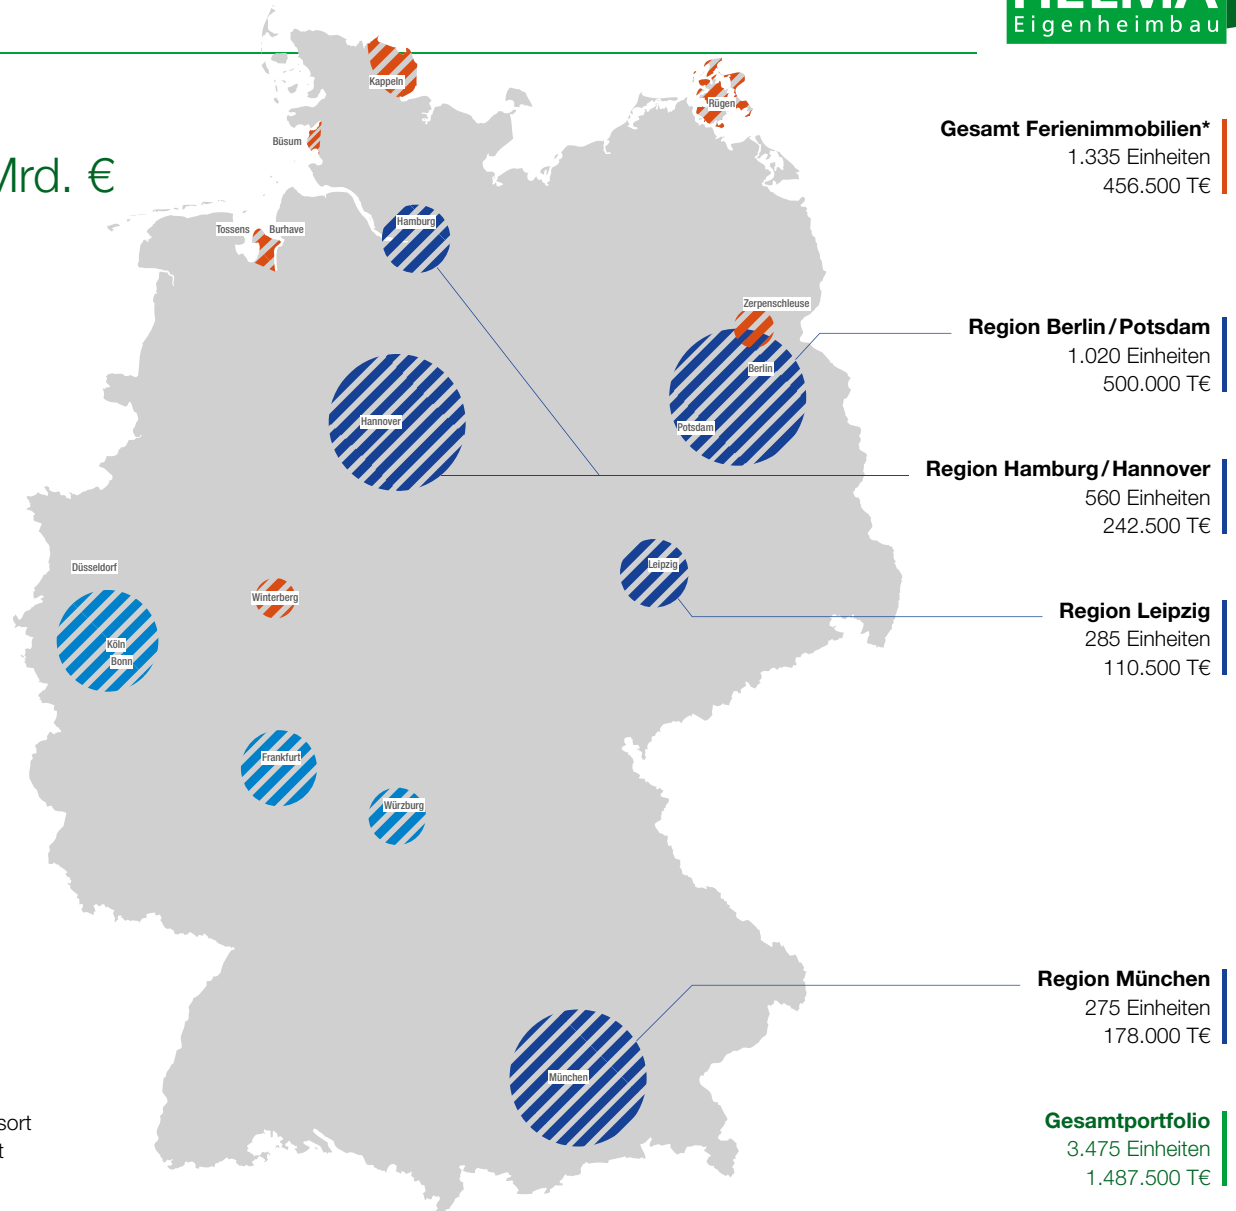 Eigenheimbau
Mrd. €
Kappeln
Rügen
Büsum
Tossens
Burhave
Hamburg
Zerpenschleuse
Berlin
Potsdam
Hannover
Düsseldorf
Köln
Bonn
Winterberg
Leipzig
Frankfurt
Würzburg
München
Gesamt Ferienimmobilien*
1.335 Einheiten
456.500 T€
Region Berlin/Potsdam
1.020 Einheiten
500.000 T€
Region Hamburg/Hannover
560 Einheiten
242.500 T€
Region Leipzig
285 Einheiten
110.500 T€
Region München
275 Einheiten
178.000 T€
Gesamtportfolio
3.475 Einheiten
1.487.500 T€